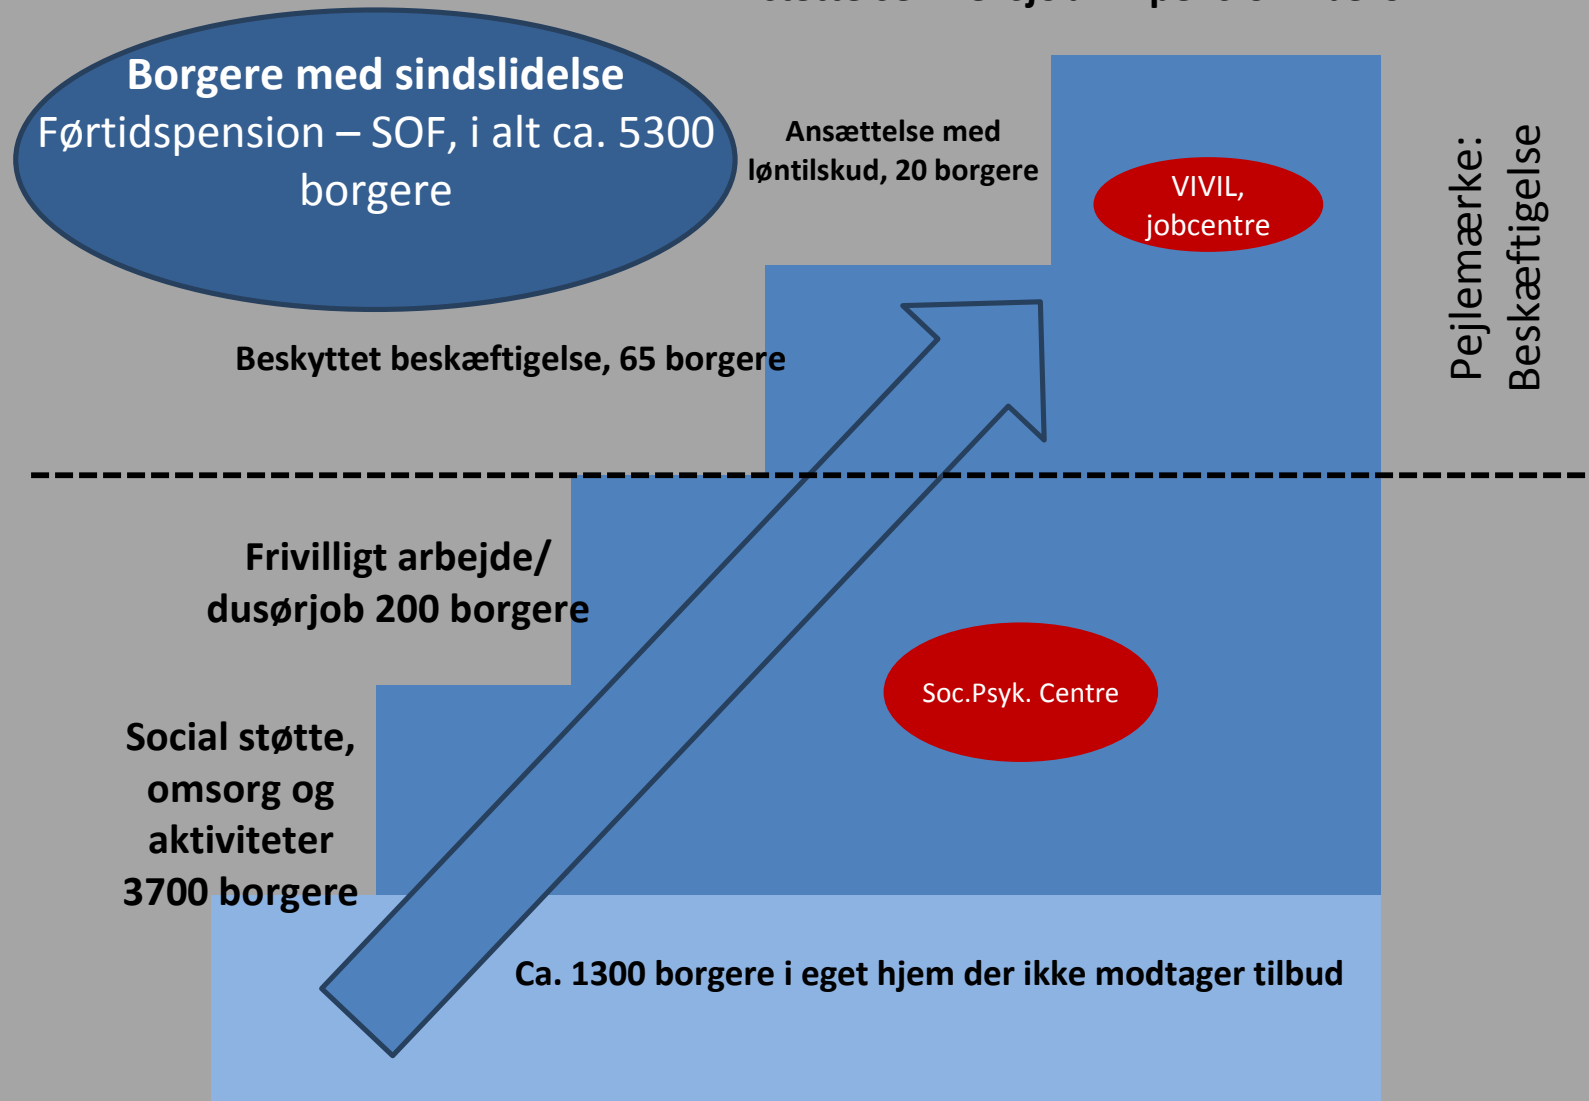 Borgere med sindslidelse
Førtidspension – SOF, i alt ca. 5300
borgere
Ansættelse med
løntilskud, 20 borgere
VIVIL,
jobcentre
Pejlemærke:
Beskæftigelse
Beskyttet beskæftigelse, 65 borgere
Frivilligt arbejde/
dusørjob 200 borgere
Soc.Psyk. Centre
Social støtte,
omsorg og
aktiviteter
3700 borgere
Ca. 1300 borgere i eget hjem der ikke modtager tilbud